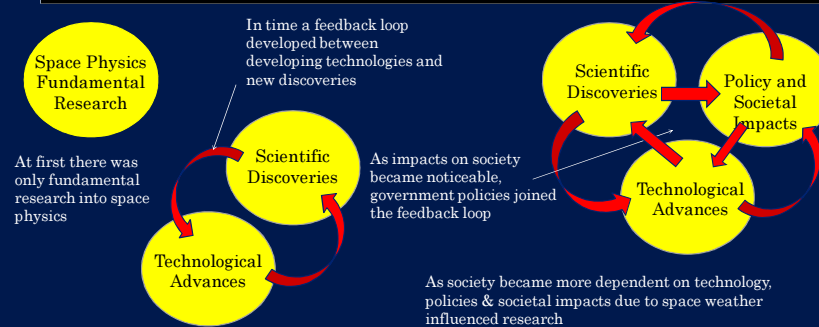 Space Physics
Fundamental
Research
At first there was
only fundamental
research into space
physics
In time a feedback loop
developed between
developing technologies and
new discoveries
Scientific
Discoveries
Technological
Advances
As impacts on society
became noticeable,
government policies joined
the feedback loop
Scientific
Discoveries
Policy and
Societal
Impacts
Technological
Advances
As society became more dependent on technology,
policies & societal impacts due to space weather
influenced research